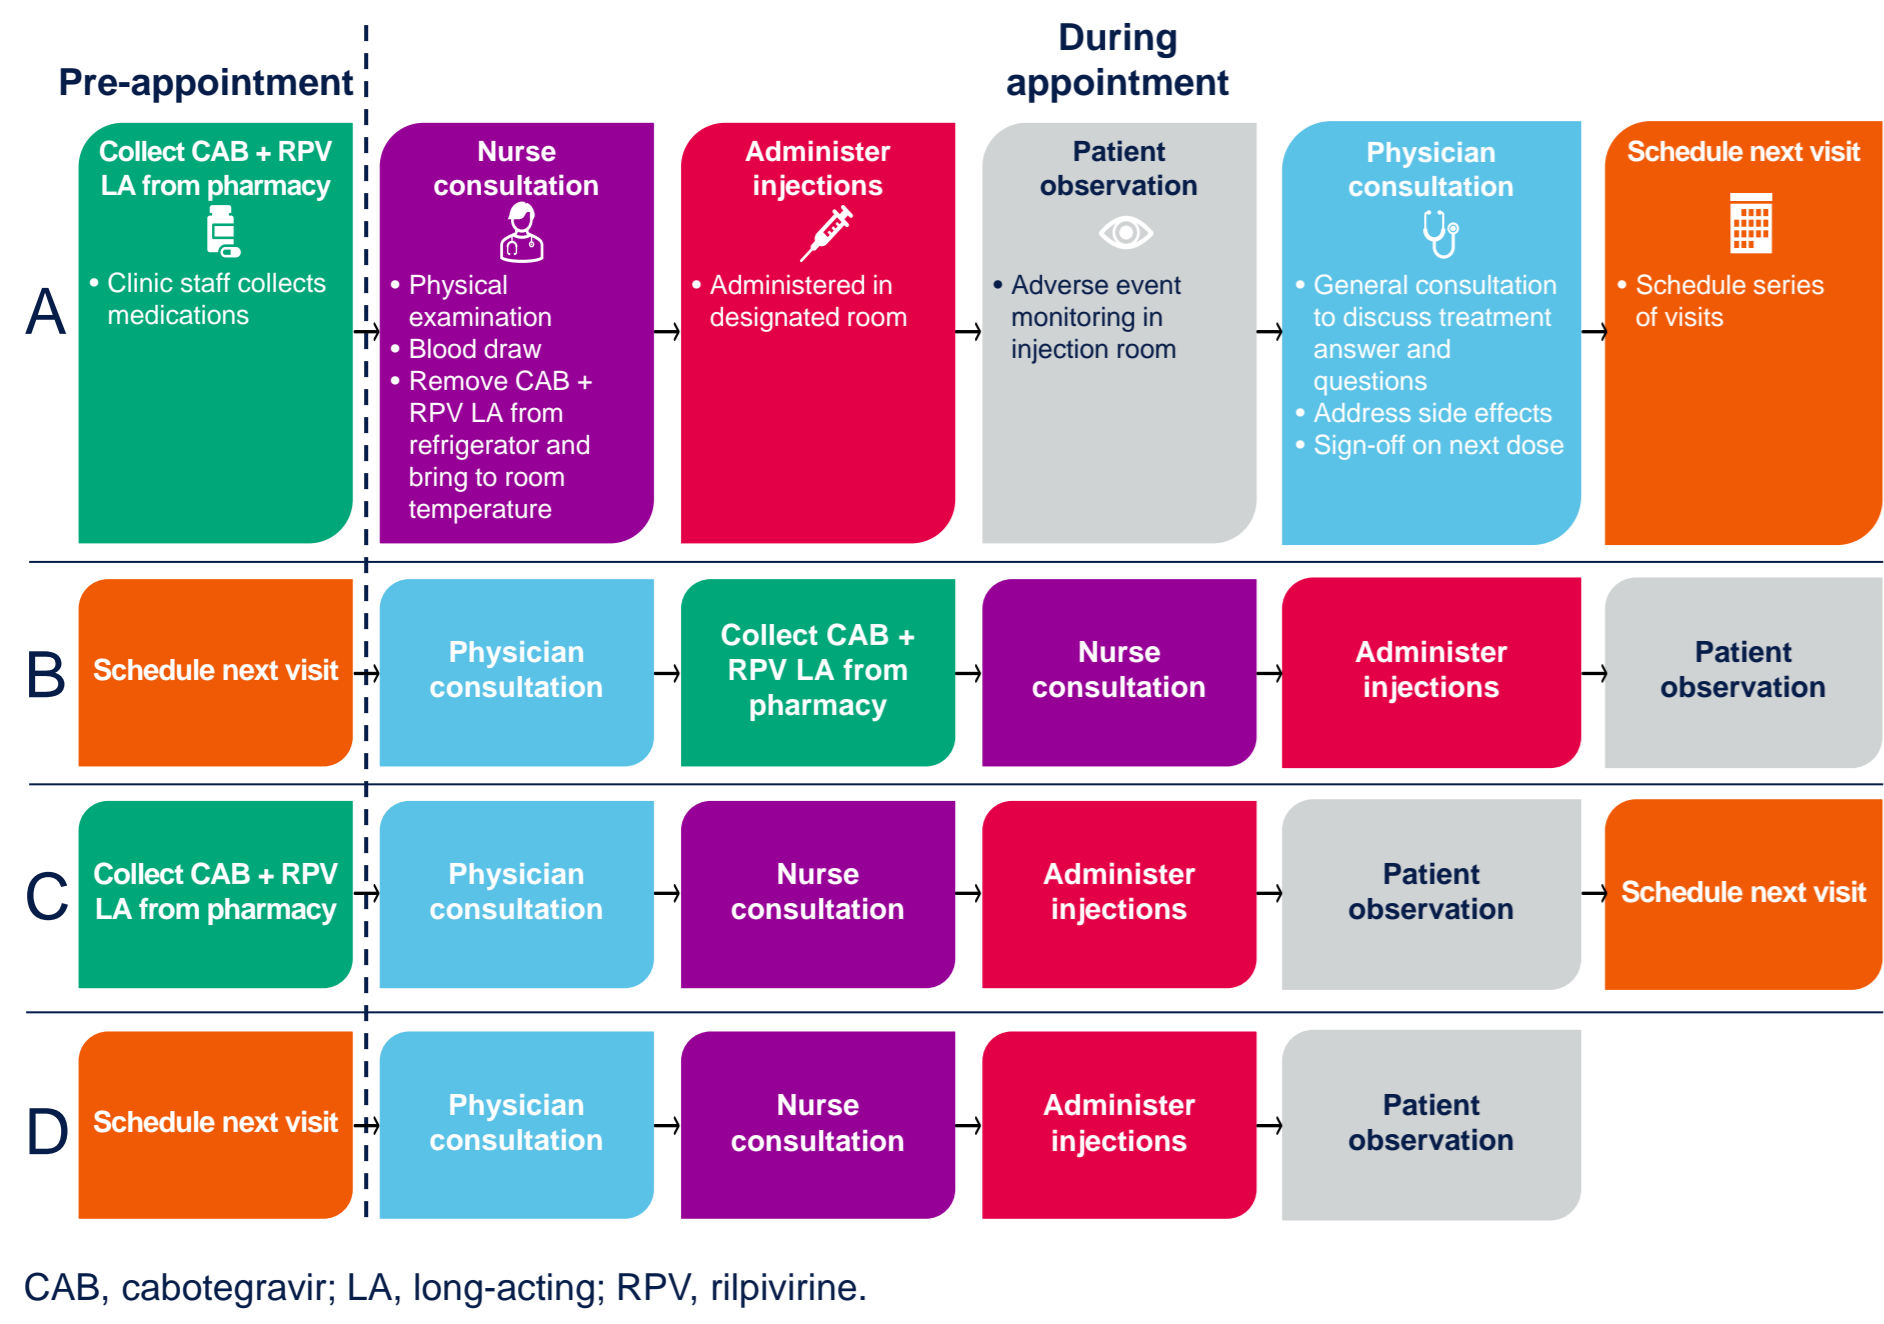 Pre-appointment
During
appointment
A
Collect CAB + RPV
LA from pharmacy
• Clinic staff collects
medications
Nurse
consultation
• Physical
examination
• Blood draw
• Remove CAB +
RPV LA from
refrigerator and
bring to room
temperature
Administer
injections
• Administered in
designated room
Patient
observation
• Adverse event
monitoring in
injection room
Physician
consultation
• General consultation
to discuss treatment
answer and
questions
• Address side effects
• Sign-off on next dose
Schedule next visit
• Schedule series
of visits
B
Schedule next visit
Physician
consultation
Collect CAB +
RPV LA from
pharmacy
Nurse
consultation
Administer
injections
Patient
observation
C
Collect CAB + RPV
LA from pharmacy
Physician
consultation
Nurse
consultation
Administer
injections
Patient
observation
Schedule next visit
D
Schedule next visit
Physician
consultation
Nurse
consultation
Administer
injections
Patient
observation
CAB, cabotegravir; LA, long-acting; RPV, rilpivirine.